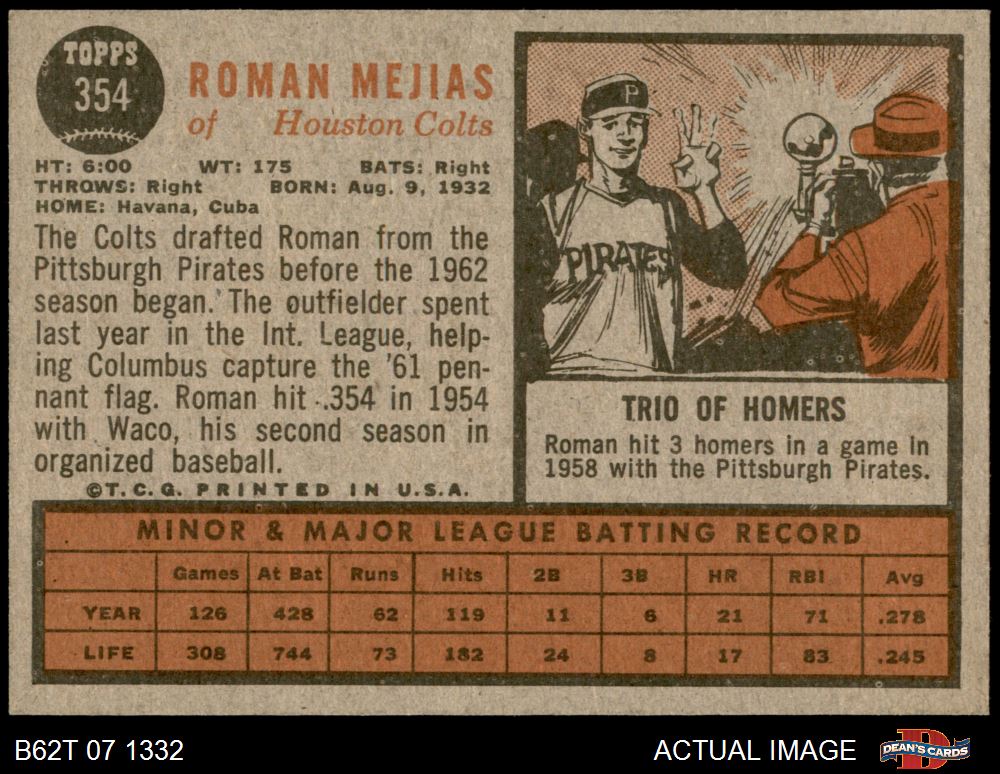 TOPPS
354
ROMAN MEJIAS
of Houston Colts
HT: 6:00 WT: 175 BATS: Right
THROWS: Right BORN: Aug. 9, 1932
HOME: Havana, Cuba
The Colts drafted Roman from the
Pittsburgh Pirates before the 1962
season began. The outfielder spent
last year in the Int. League, help-
ing Columbus capture the '61 pen-
nant flag. Roman hit .354 in 1954
with Waco, his second season in
organized baseball.
©T.C.G. PRINTED IN U.S.A.
P
PIRATES
TRIO OF HOMERS
Roman hit 3 homers in a game in
1958 with the Pittsburgh Pirates.
MINOR & MAJOR LEAGUE BATTING RECORD
Games At Bat Runs Hits 2B 3B HR RBI Avg
YEAR 126 428 62 119 11 6 21 71 .278
LIFE 308 744 73 182 24 8 17 83 .245
B62T 07 1332 ACTUAL IMAGE DEAN'S CARDS